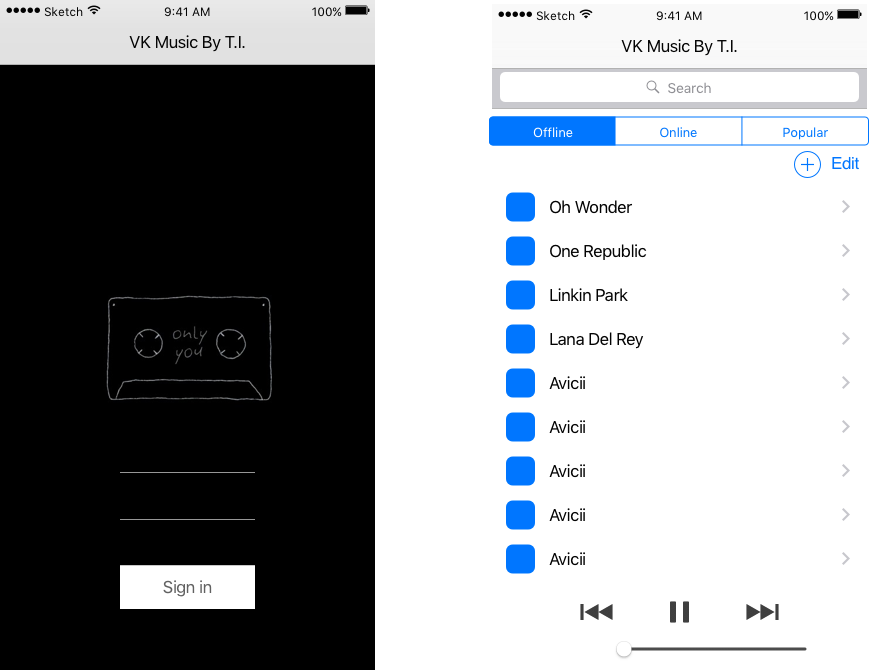 Sketch 9:41 AM 100%
VK Music By T.I.
only
you
Sign in
Sketch 9:41 AM 100%
VK Music By T.I.
Search
Offline Online Popular
Edit
Oh Wonder
One Republic
Linkin Park
Lana Del Rey
Avicii
Avicii
Avicii
Avicii
Avicii